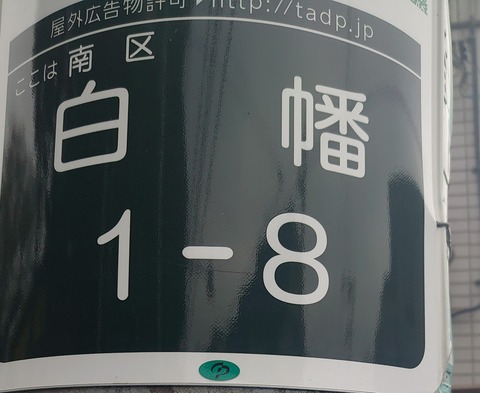 屋外広告物許可▶http://tadp.jp
ここは 南区
白幡
1-8